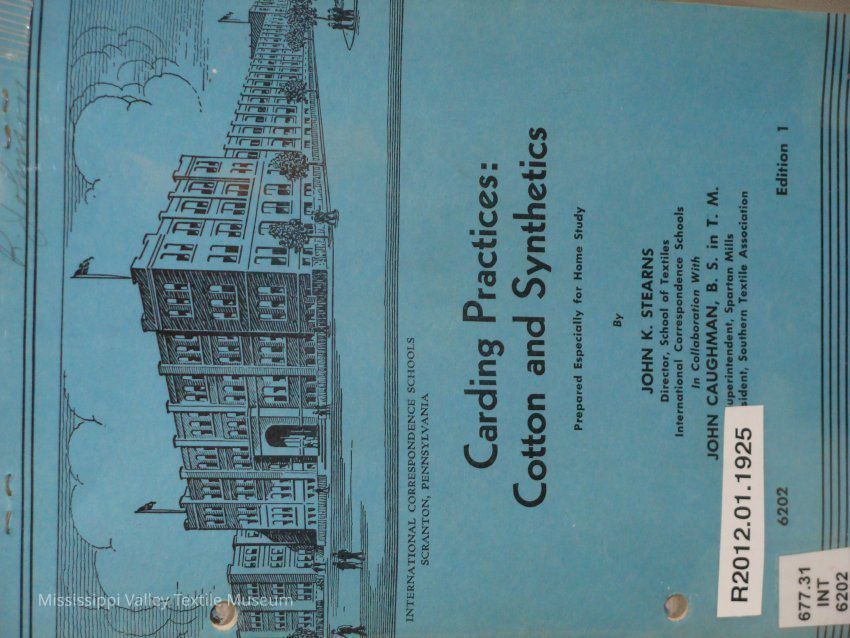 INTERNATIONAL CORRESPONDENCE SCHOOLS
SCRANTON, PENNSYLVANIA
Carding Practices:
Cotton and Synthetics
Prepared Especially for Home Study
By
JOHN K. STEARNS
Director, School of Textiles
International Correspondence Schools
In Collaboration With
JOHN CAUGHMAN, B. S. in T. M.
uperintendent, Spartan Mills
sident, Southern Textile Association
6202
Edition 1
R2012.01.1925
677.31
INT
6202
Mississippi Valley Textile Museum